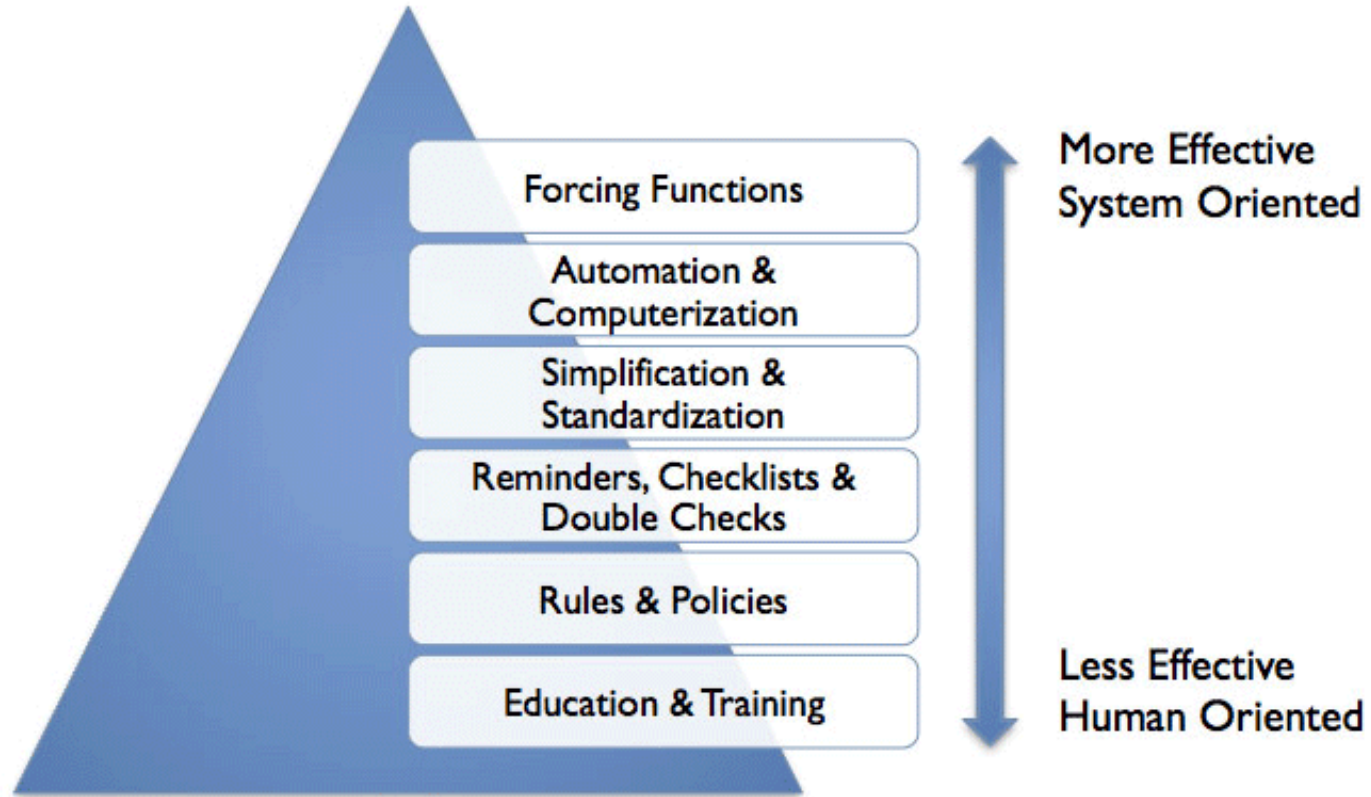 Forcing Functions
Automation &
Computerization
Simplification &
Standardization
Reminders, Checklists &
Double Checks
Rules & Policies
Education & Training
More Effective
System Oriented
Less Effective
Human Oriented